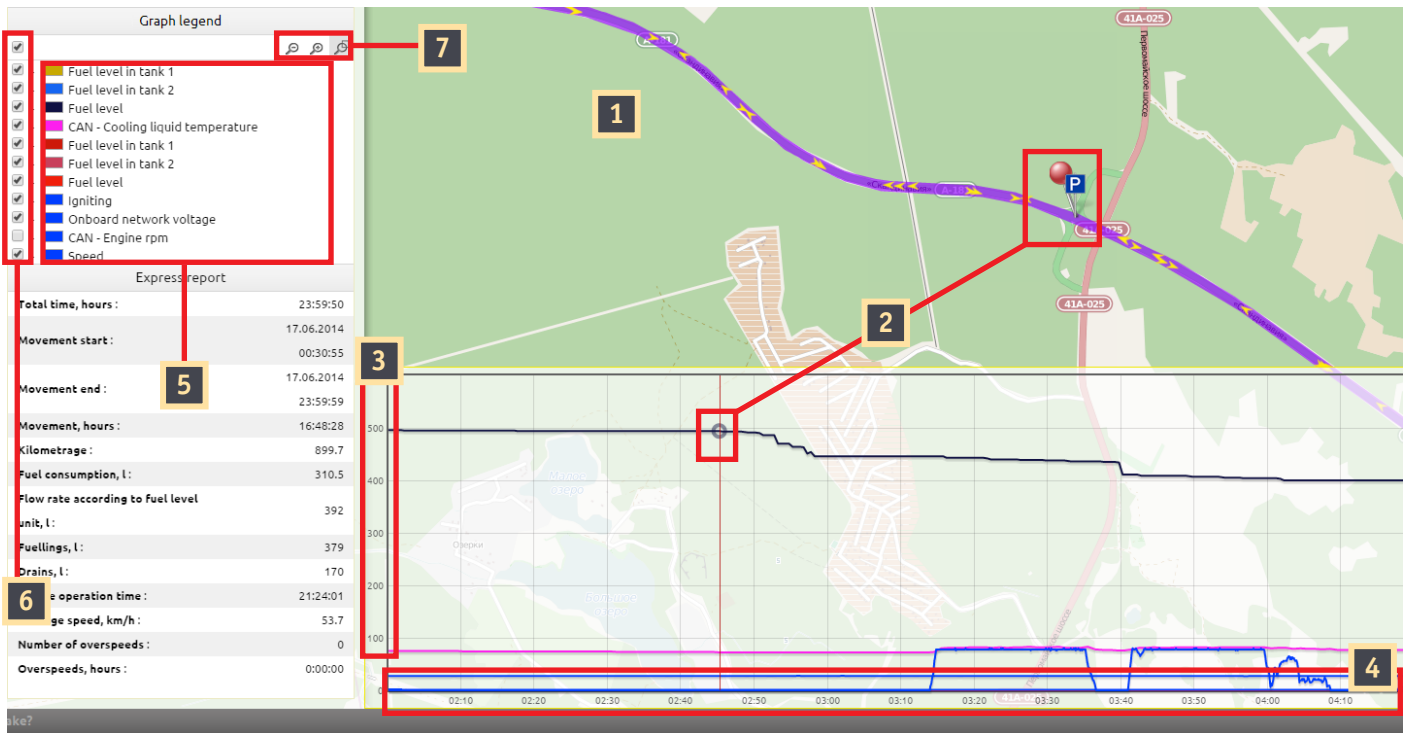 Graph legend
7
Fuel level in tank 1
Fuel level in tank 2
Fuel level
CAN - Cooling liquid temperature
Fuel level in tank 1
Fuel level in tank 2
Fuel level
Igniting
Onboard network voltage
CAN - Engine rpm
Speed
5
6
Express report
Total time, hours : 23:59:50
Movement start : 17.06.2014
00:30:55
Movement end : 17.06.2014
23:59:59
Movement, hours : 16:48:28
Kilometrage : 899.7
Fuel consumption, l : 310.5
Flow rate according to fuel level
unit, l : 392
Fuellings, l : 379
Drains, l : 170
operation time : 21:24:01
speed, km/h : 53.7
Number of overspeeds : 0
Overspeeds, hours : 0:00:00
ake?
1
41A-025
Первомайское шоссе
P
41A-025
41A-025
2
3
500
400
300
200
100
0
Озерки
4
02:10 02:20 02:30 02:40 02:50 03:00 03:10 03:20 03:30 03:40 03:50 04:00 04:10